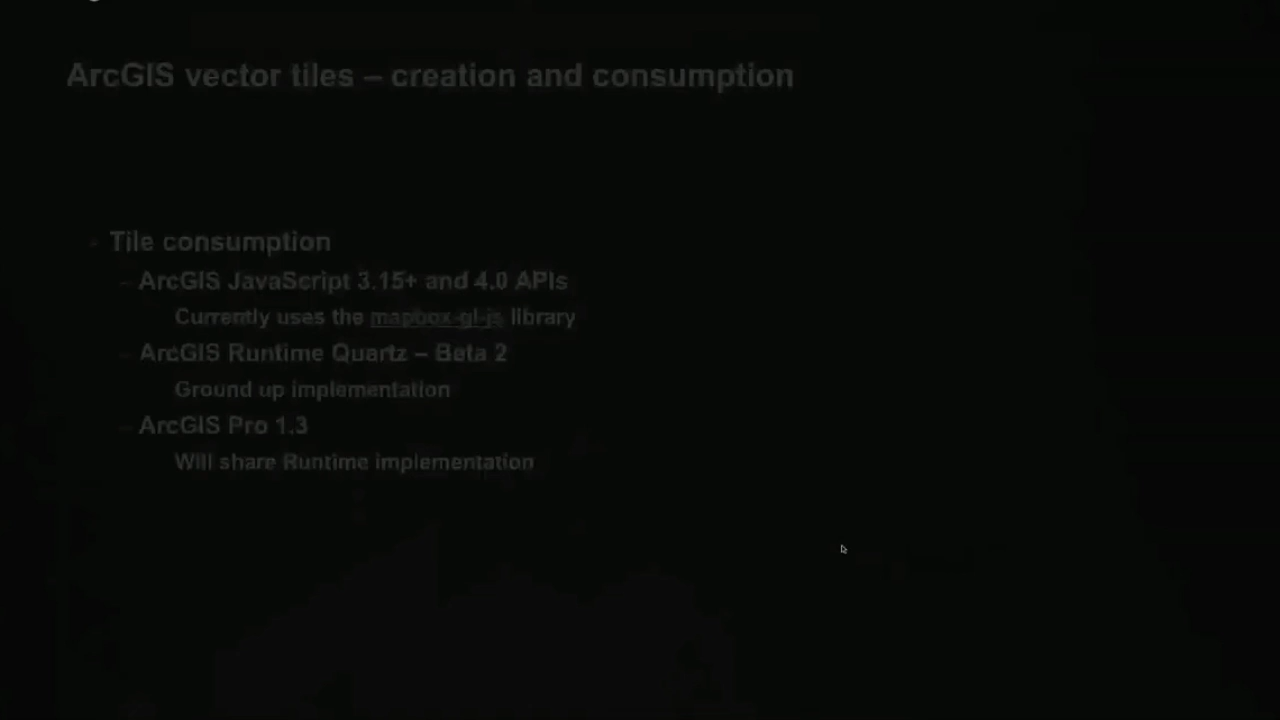 ArcGIS vector tiles – creation and consumption
Tile consumption
– ArcGIS JavaScript 3.15+ and 4.0 APIs
Currently uses the mapbox-gl-js library
– ArcGIS Runtime Quartz – Beta 2
Ground up implementation
– ArcGIS Pro 1.3
Will share Runtime implementation